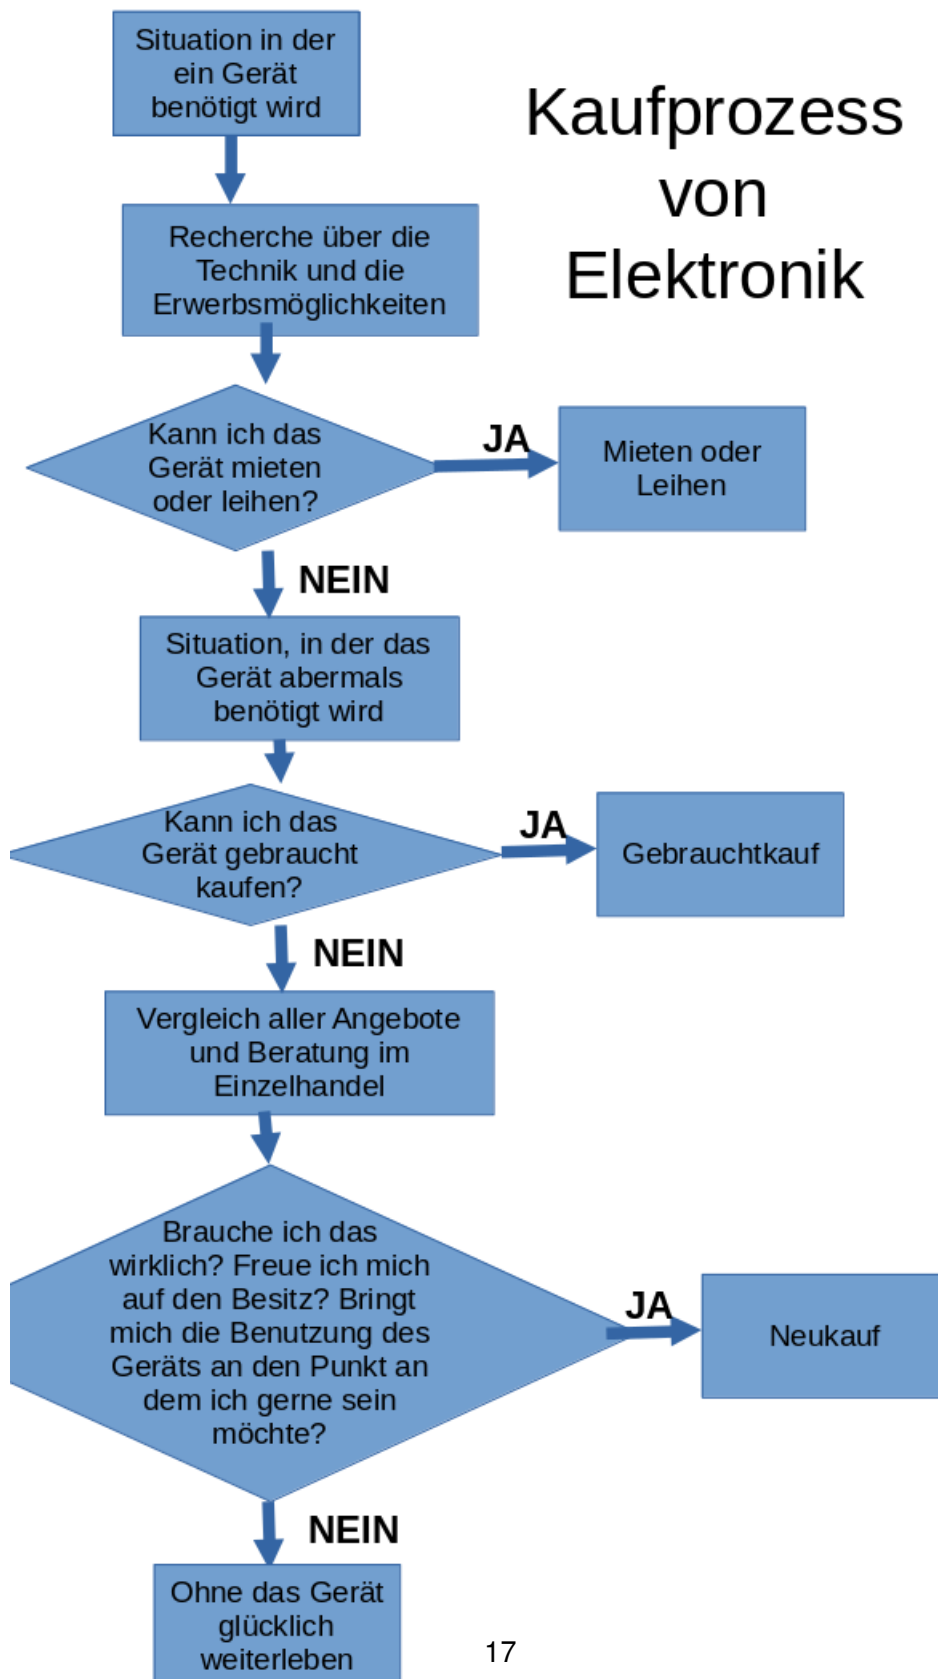 Situation in der
ein Gerät
benötigt wird
Kaufprozess
von
Elektronik
Recherche über die
Technik und die
Erwerbsmöglichkeiten
Kann ich das
Gerät mieten
oder leihen?
JA
Mieten oder
Leihen
NEIN
Situation, in der das
Gerät abermals
benötigt wird
Kann ich das
Gerät gebraucht
kaufen?
JA
Gebrauchtkauf
NEIN
Vergleich aller Angebote
und Beratung im
Einzelhandel
Brauche ich das
wirklich? Freue ich mich
auf den Besitz? Bringt
mich die Benutzung des
Geräts an den Punkt an
dem ich gerne sein
möchte?
JA
Neukauf
NEIN
Ohne das Gerät
glücklich
weiterleben
17